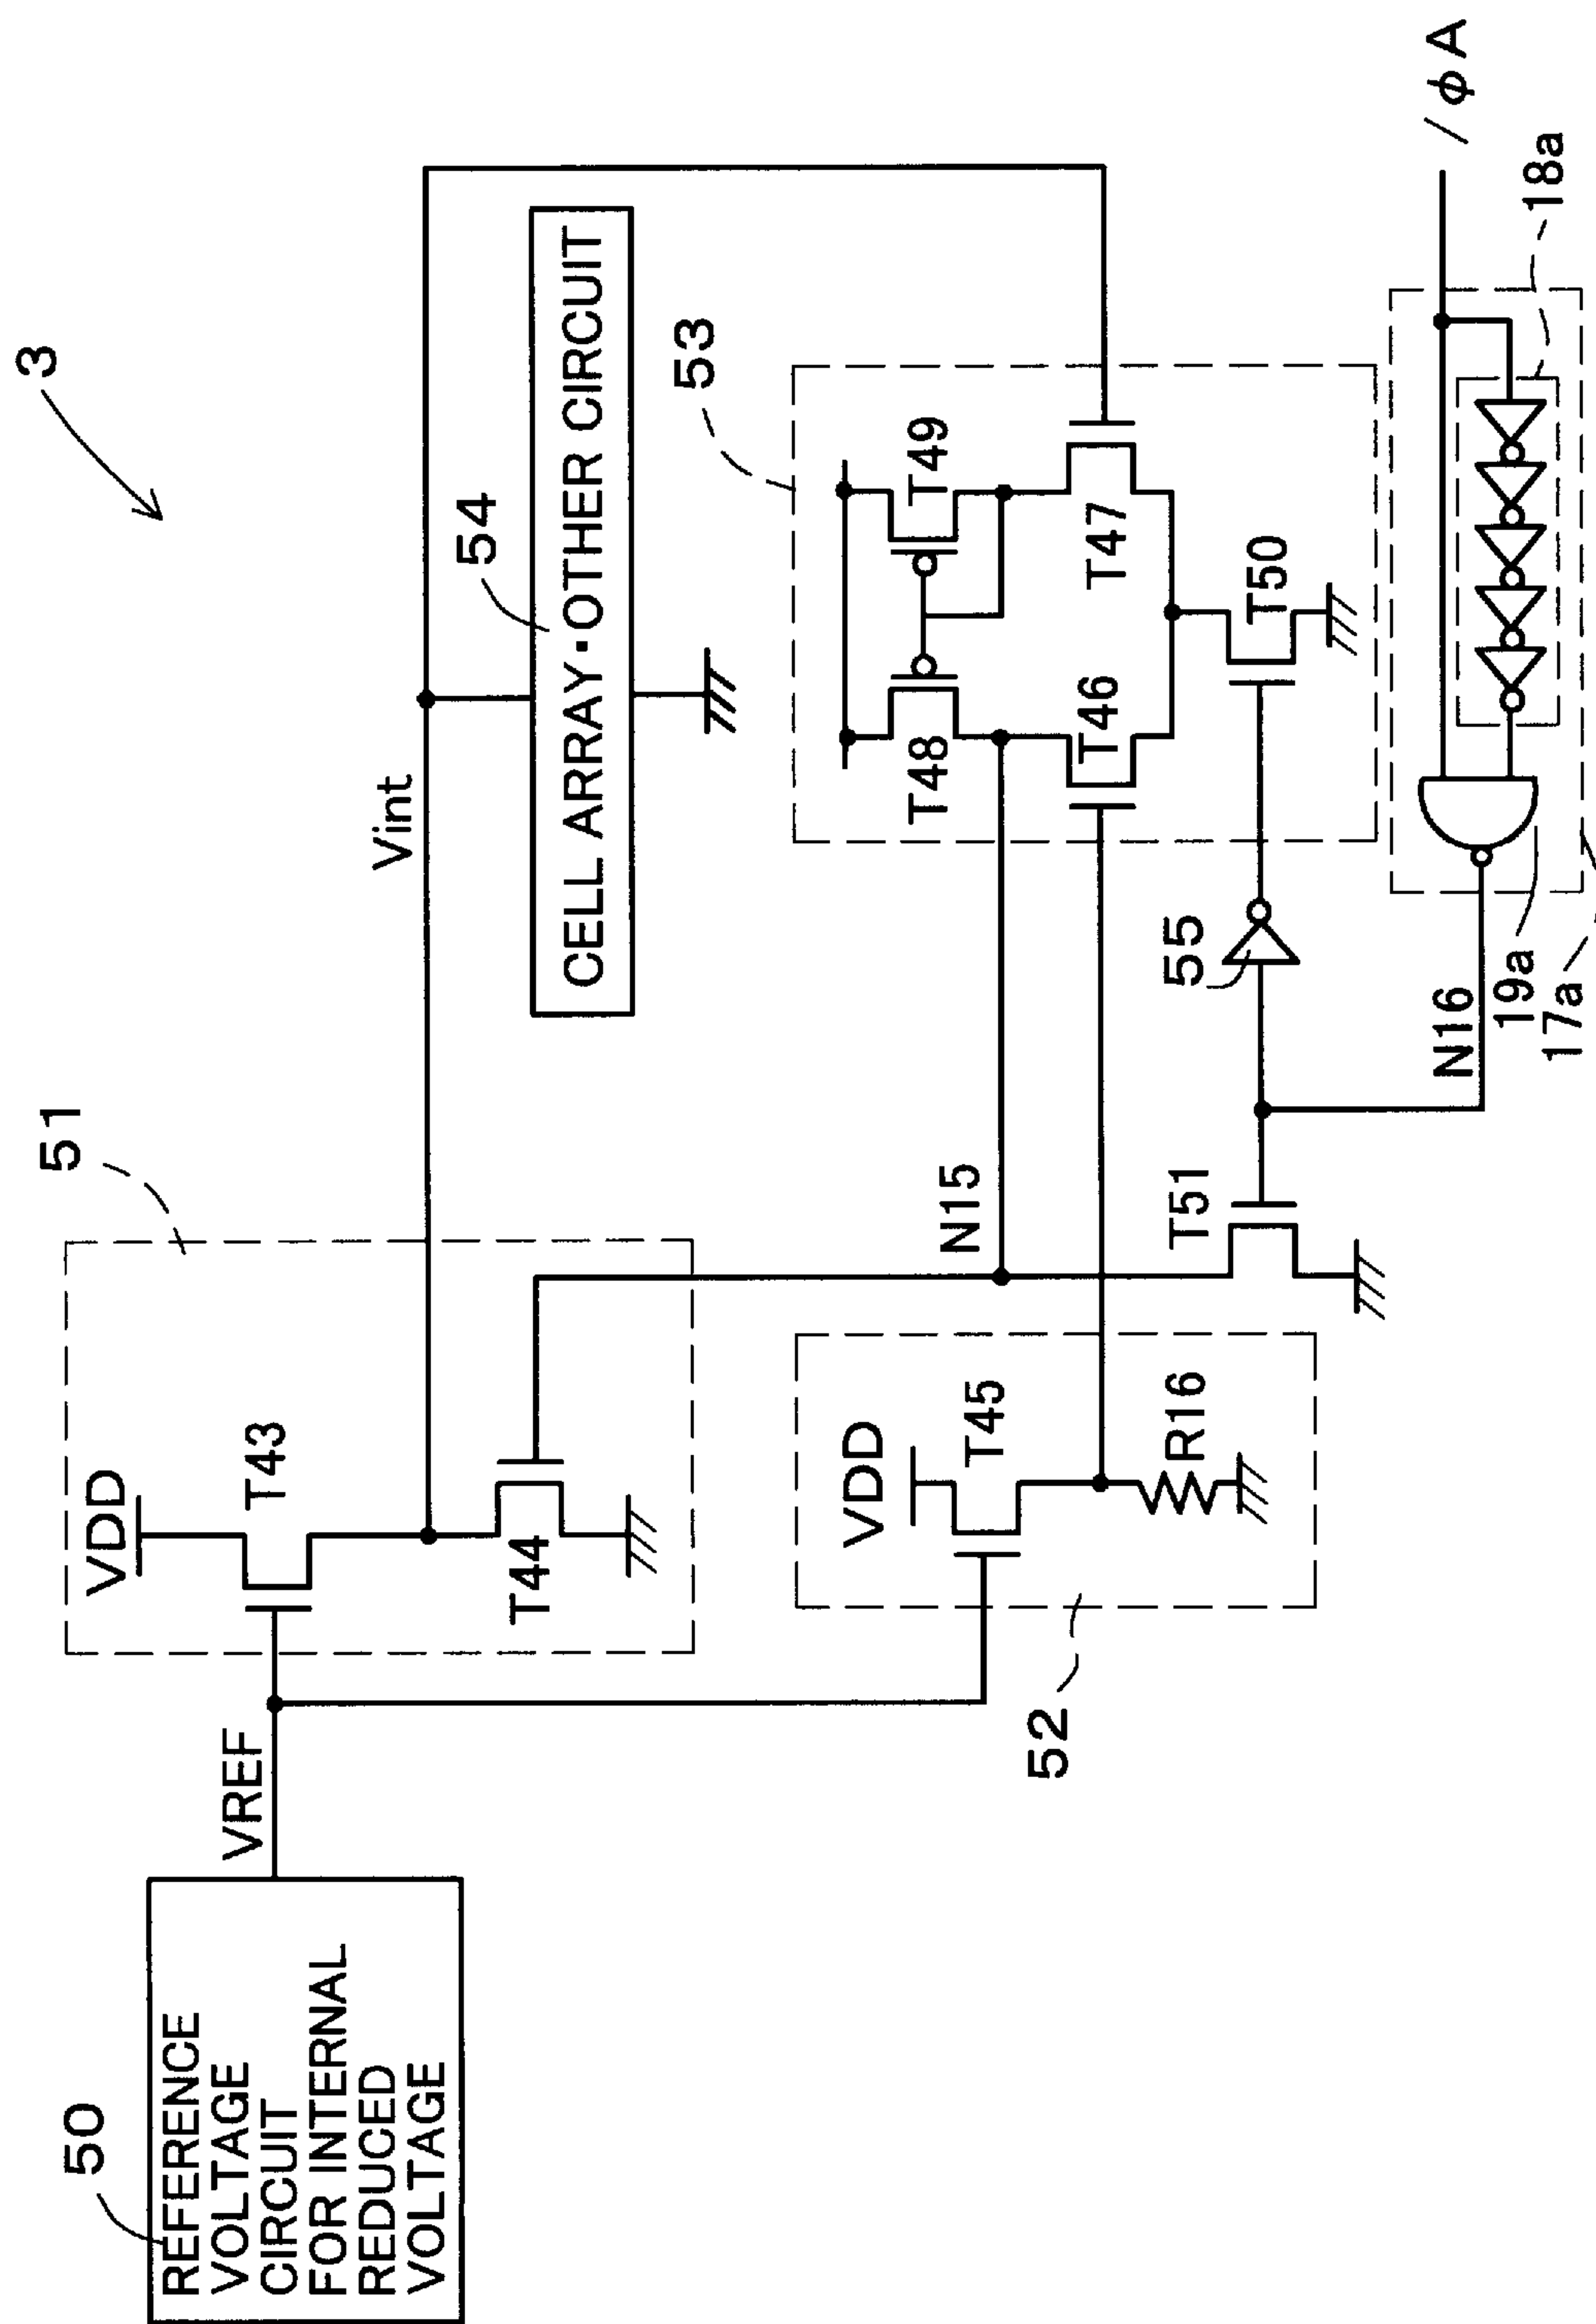 3
50
REFERENCE
VOLTAGE
CIRCUIT
FOR INTERNAL
REDUCED
VOLTAGE
VREF
51
VDD
T43
T44
Vint
54
CELL ARRAY・OTHER CIRCUIT
52
VDD
T45
R16
N15
T51
53
T48
T49
T46
T47
T50
55
N16
19a
17a
18a
/φA